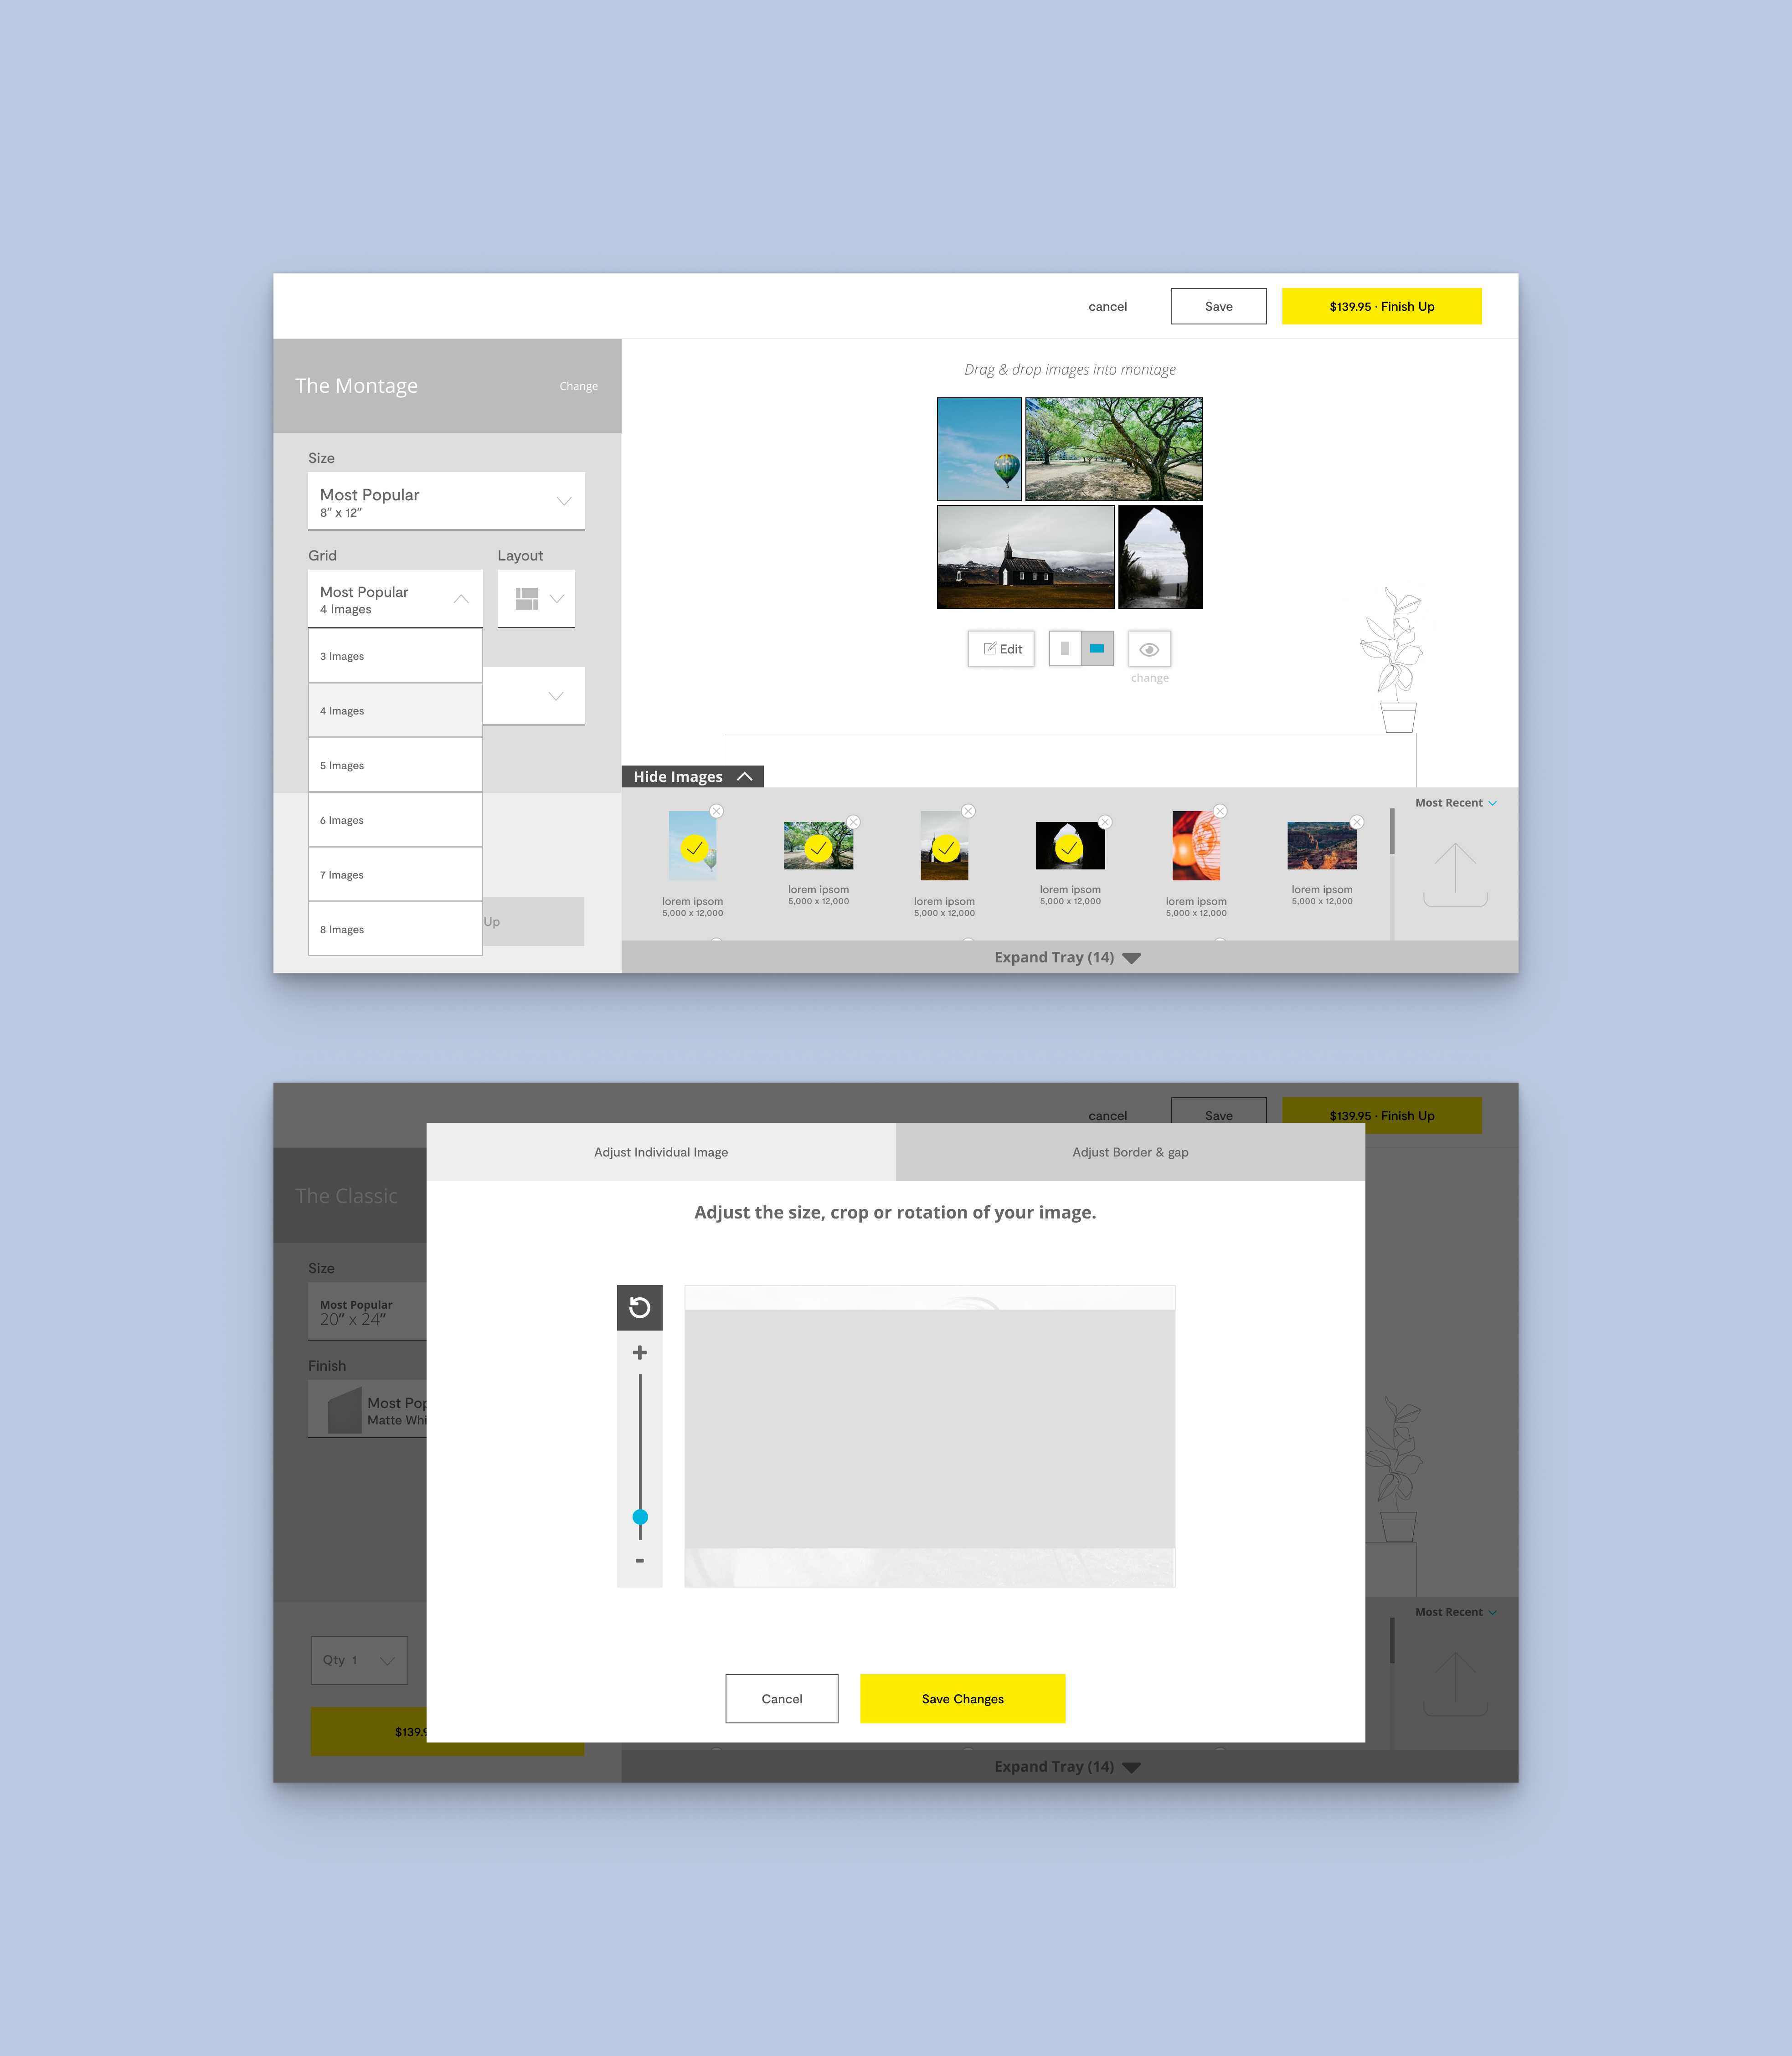 cancel
Save
$139.95 · Finish Up
The Montage
Change
Drag & drop images into montage
Size
Most Popular
8" x 12"
Grid
Layout
Most Popular
4 Images
3 Images
4 Images
5 Images
6 Images
7 Images
8 Images
Up
Edit
change
Hide Images
Most Recent
lorem ipsom
5,000 x 12,000
lorem ipsom
5,000 x 12,000
lorem ipsom
5,000 x 12,000
lorem ipsom
5,000 x 12,000
lorem ipsom
5,000 x 12,000
lorem ipsom
5,000 x 12,000
Expand Tray (14)
cancel
Save
$139.95 · Finish Up
Adjust Individual Image
Adjust Border & gap
The Classic
Adjust the size, crop or rotation of your image.
Size
Most Popular
20" x 24"
Finish
Most Pop
Matte Whi
+
-
Most Recent
Qty 1
Cancel
Save Changes
$139.9
Expand Tray (14)